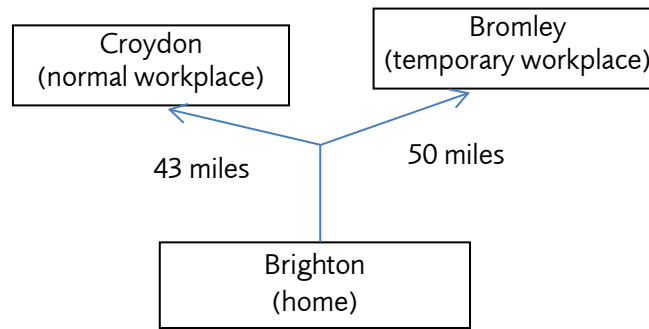 Croydon
(normal workplace)
Bromley
(temporary workplace)
43 miles
50 miles
Brighton
(home)